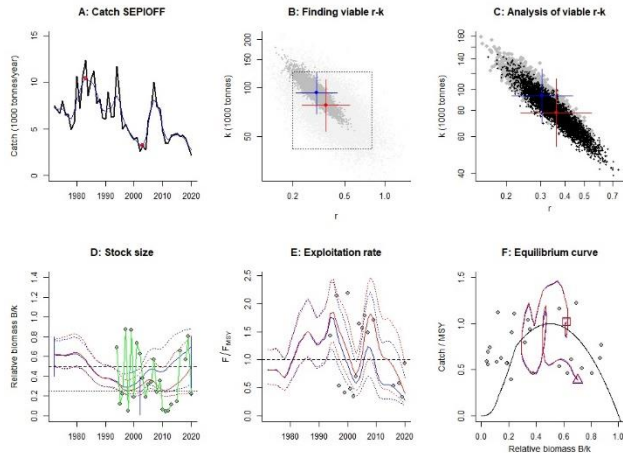 A: Catch SEPIOFF
B: Finding viable r-k
C: Analysis of viable r-k
Catch (1000 tonnes/year)
0 5 10 15
1980 1990 2000 2010 2020
k (1000 tonnes)
50 100 200
0.2 0.5 1.0
r
k (1000 tonnes)
40 60 80 100 140 180
0.2 0.3 0.4 0.5 0.7
r
D: Stock size
E: Exploitation rate
F: Equilibrium curve
Relative biomass B/k
0.0 0.2 0.4 0.6 0.8 1.0 1.2 1.4
1980 1990 2000 2010 2020
F / FMSY
0.0 0.5 1.0 1.5 2.0 2.5
1980 1990 2000 2010 2020
Catch / MSY
0.0 0.5 1.0 1.5
0.0 0.2 0.4 0.6 0.8 1.0
Relative biomass B/k